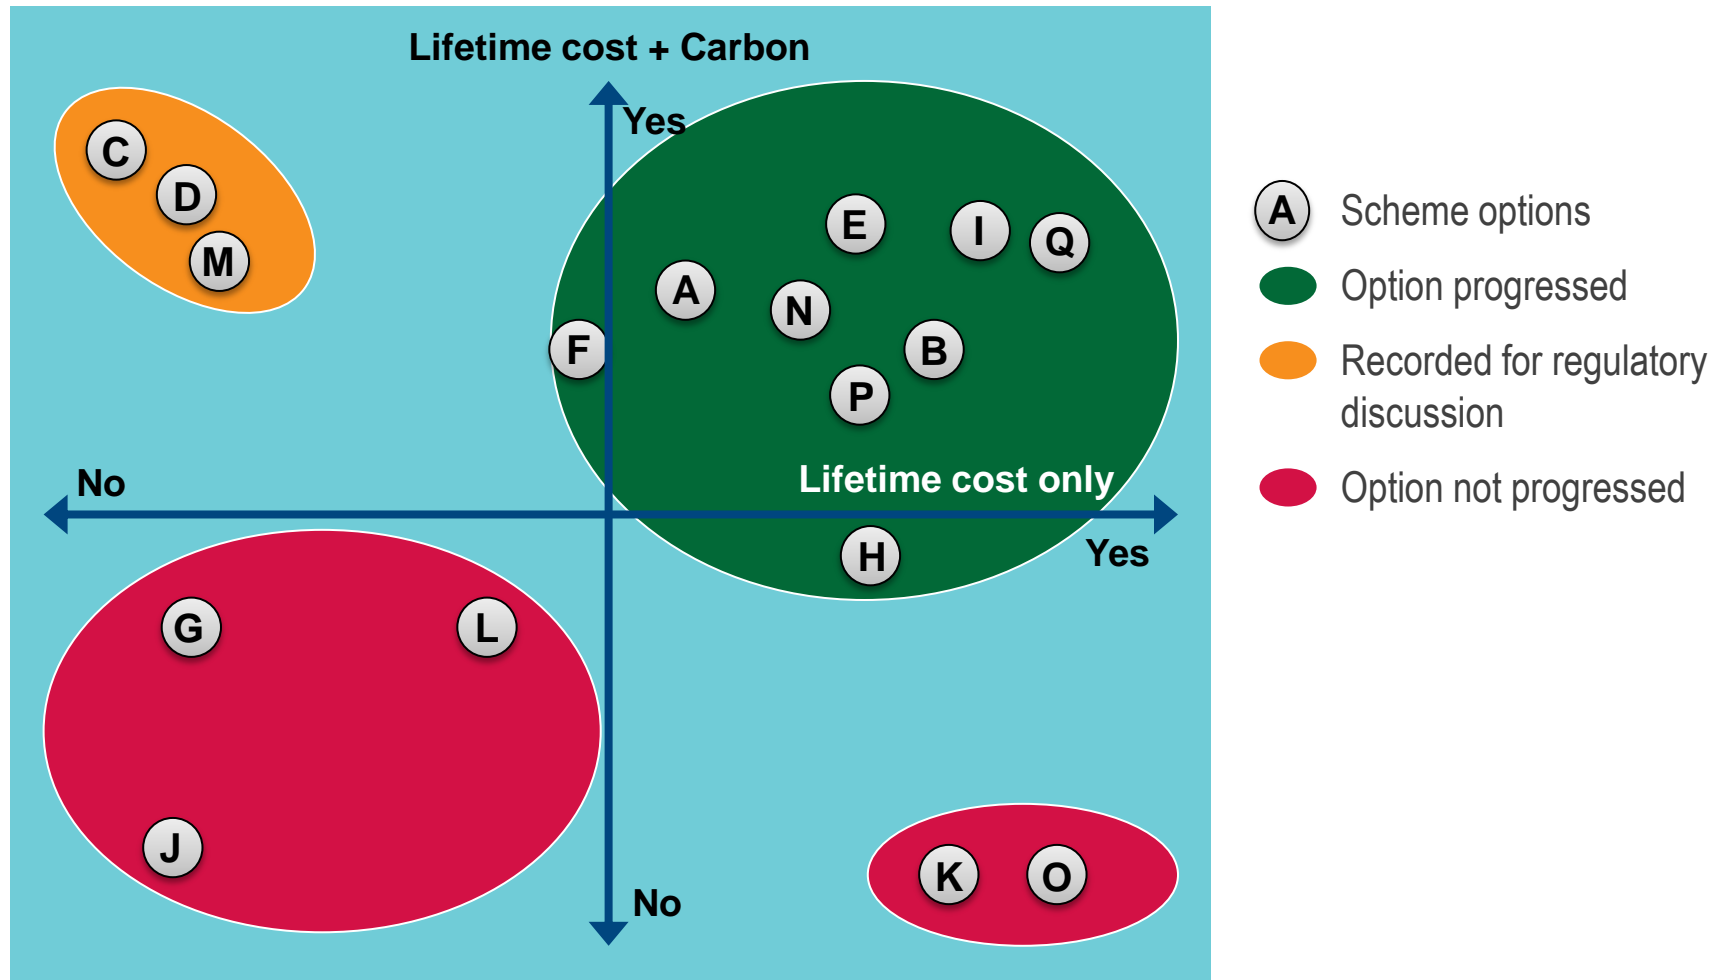 Lifetime cost + Carbon
Yes
C
D
M
E
I
Q
A
N
F
B
P
No
Lifetime cost only
Yes
H
G
L
J
K
O
No
A Scheme options
Option progressed
Recorded for regulatory
discussion
Option not progressed